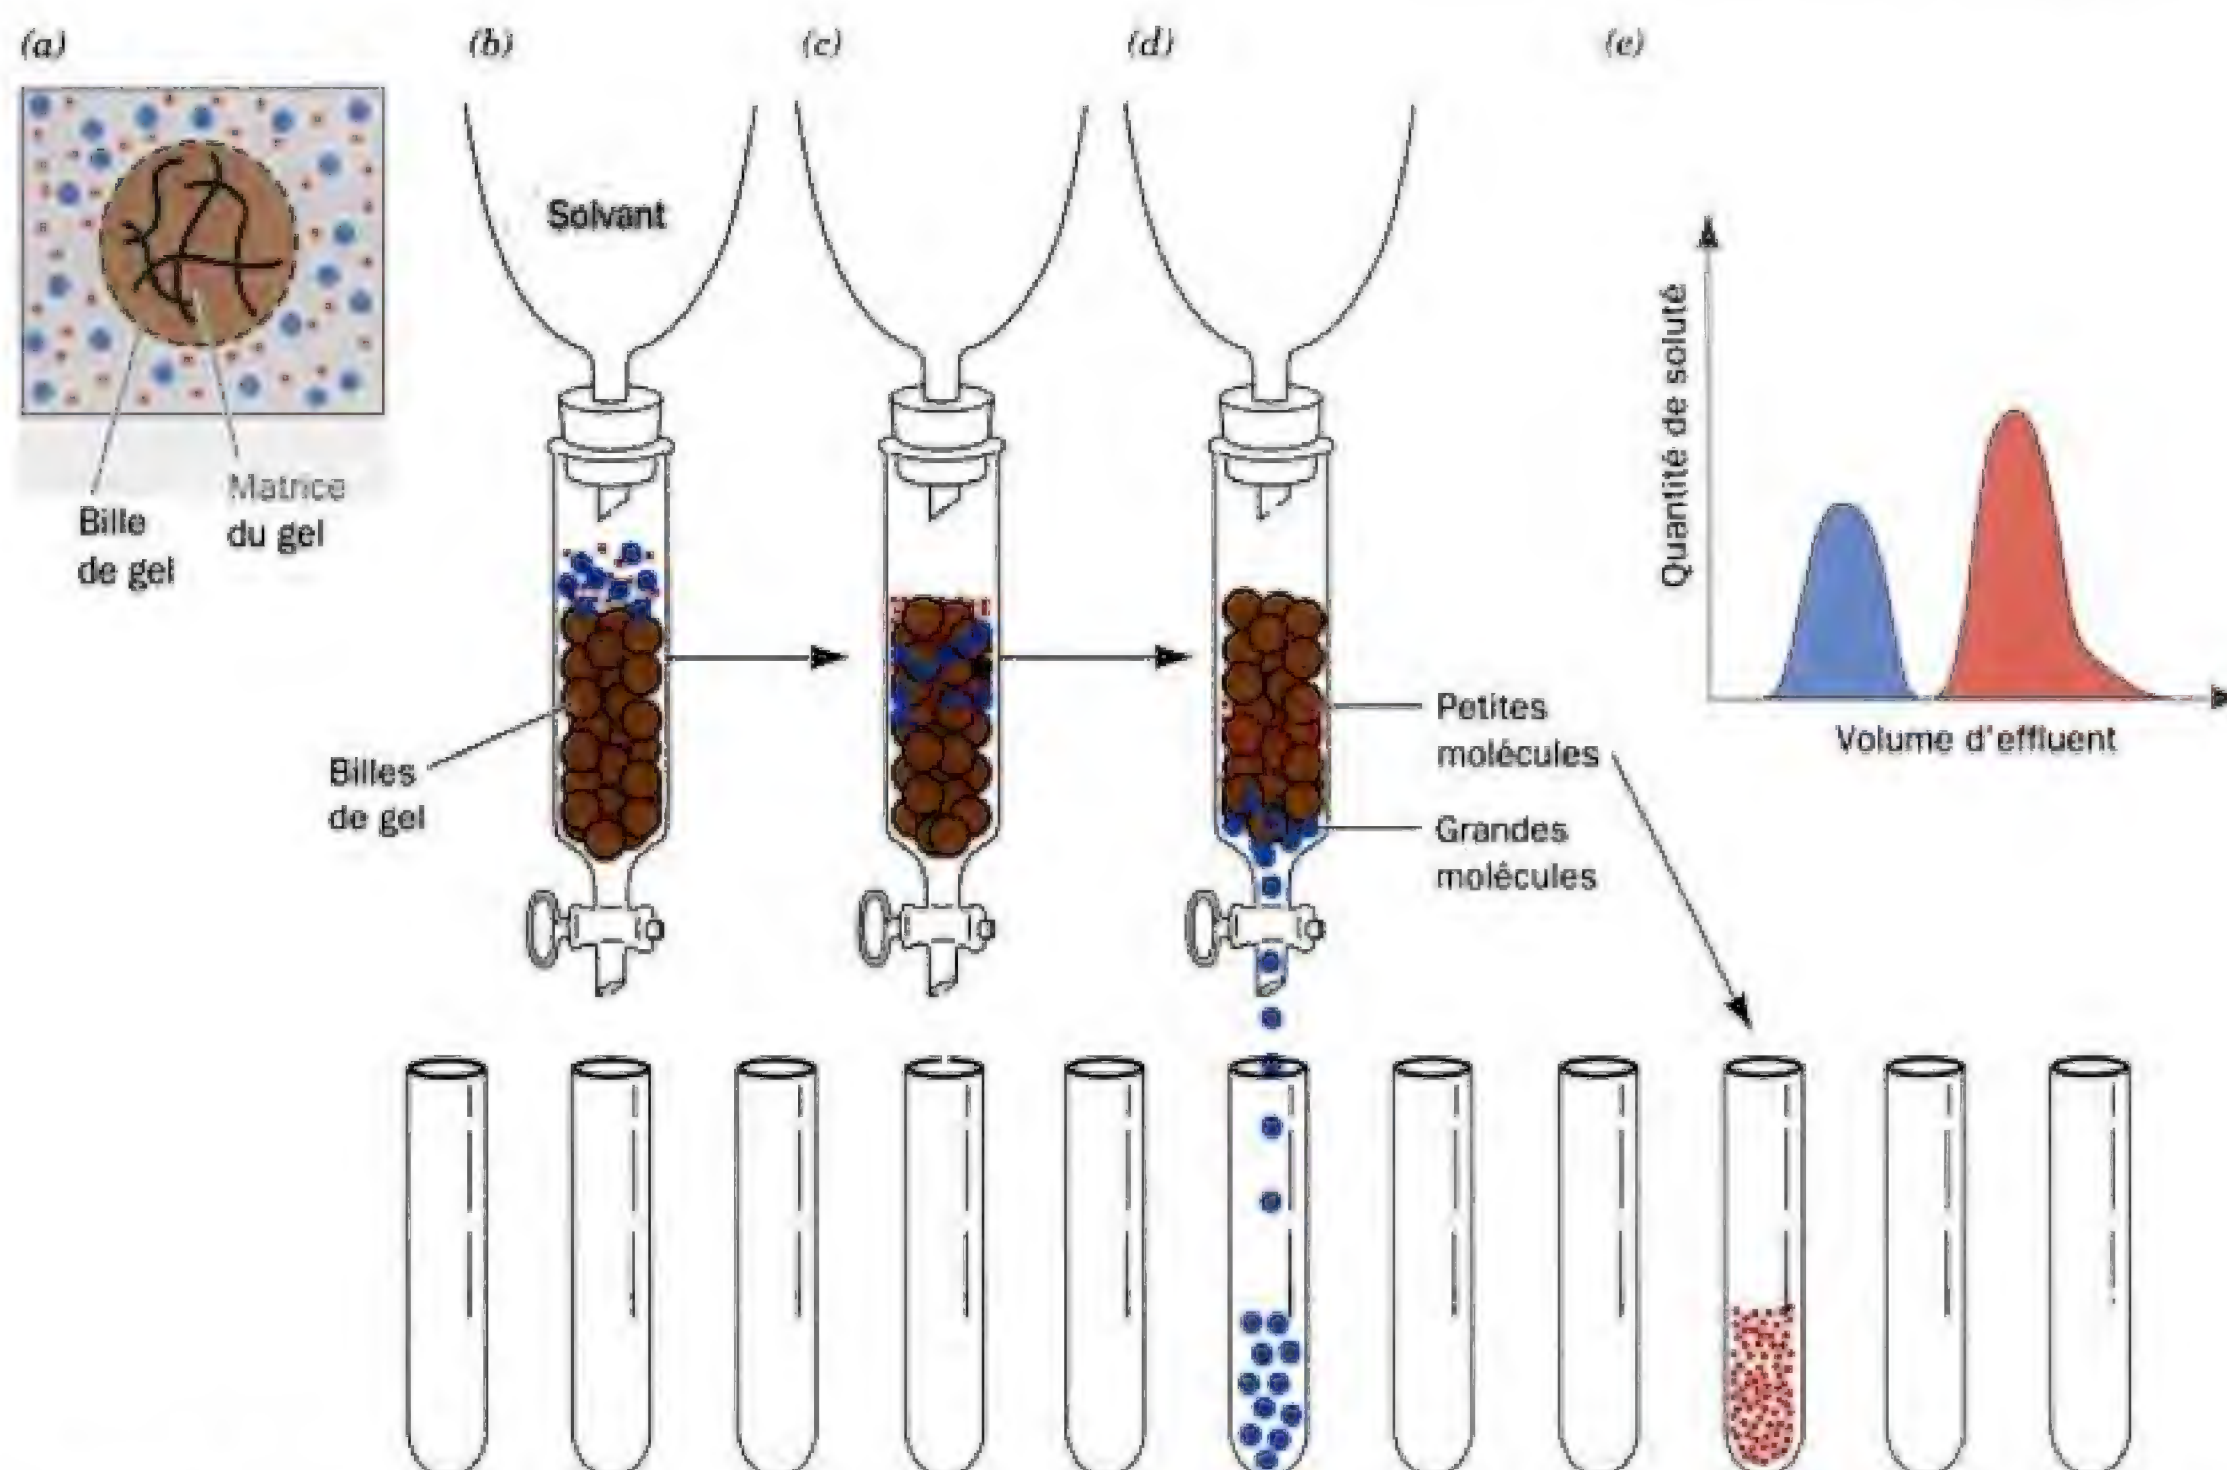 (a)
(b)
(c)
(d)
(e)
Solvant
Matrice
du gel
Bille
de gel
Billes
de gel
Petites
molécules
Grandes
molécules
Quantité de soluté
Volume d'effluent